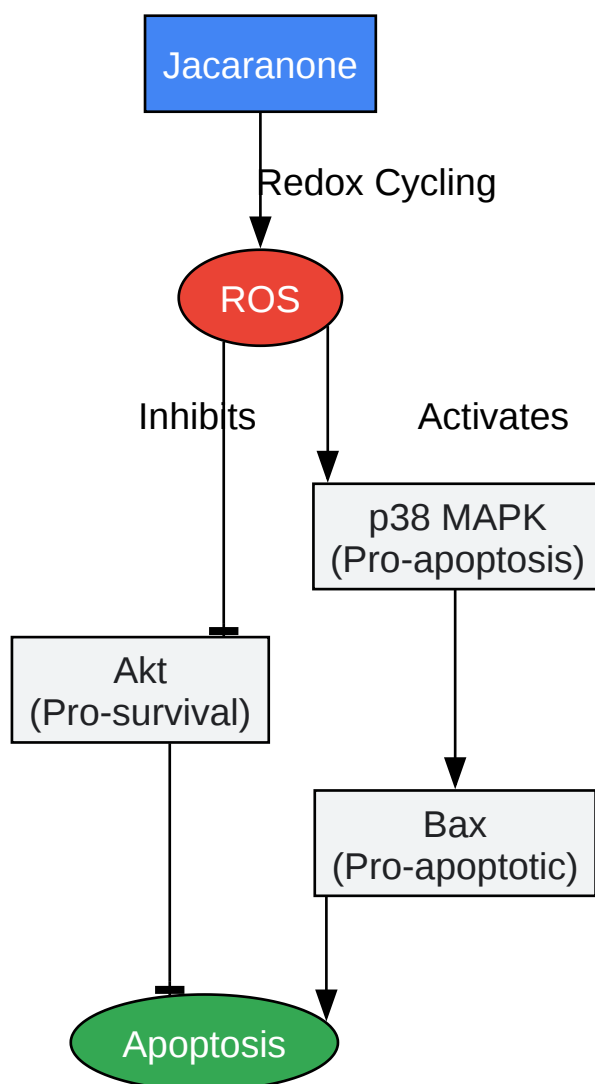 Jacaranone
Redox Cycling
ROS
Inhibits
Activates
p38 MAPK
(Pro-apoptosis)
Akt
(Pro-survival)
Bax
(Pro-apoptotic)
Apoptosis